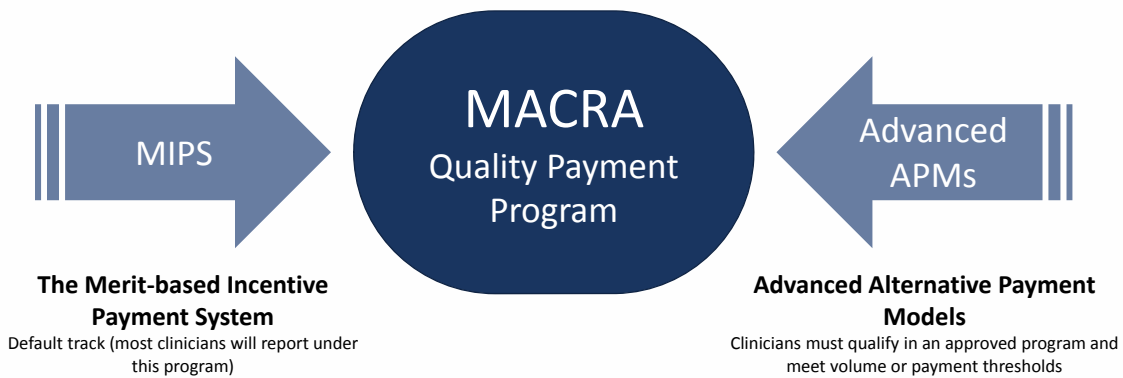 MIPS
MACRA
Quality Payment
Program
Advanced
APMs
The Merit-based Incentive
Payment System
Default track (most clinicians will report under
this program)
Advanced Alternative Payment
Models
Clinicians must qualify in an approved program and
meet volume or payment thresholds